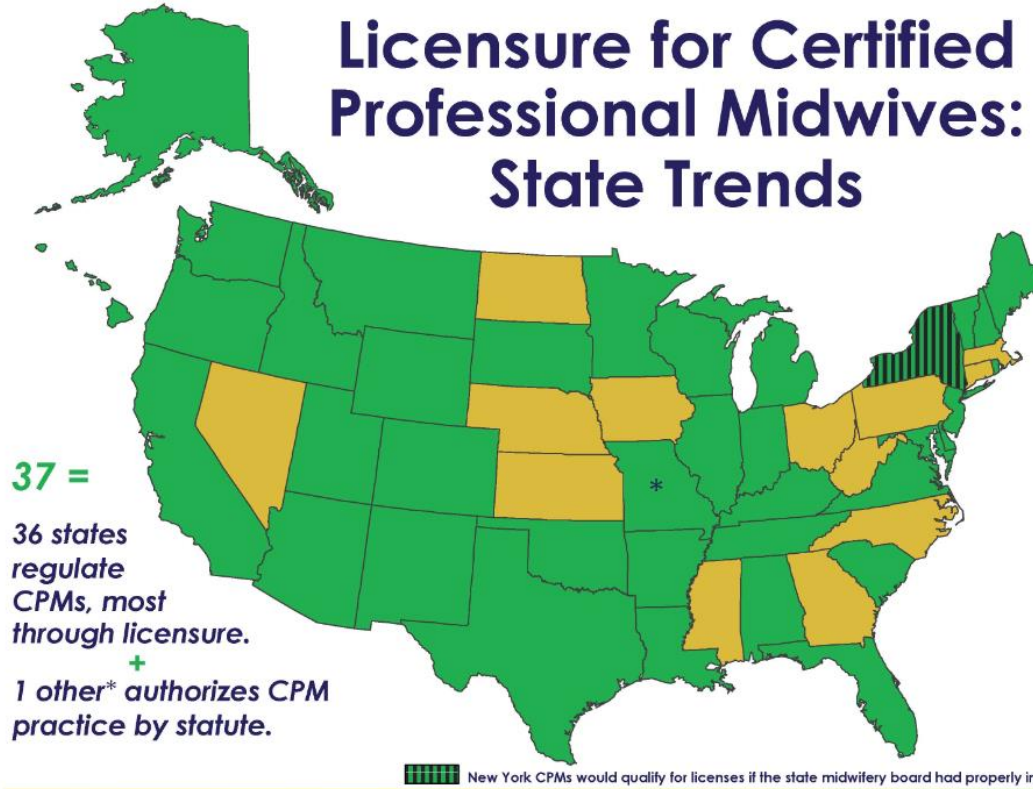 Licensure for Certified
Professional Midwives:
State Trends
*
37 =
36 states
regulate
CPMs, most
through licensure.
+
1 other* authorizes CPM
practice by statute.
New York CPMs would qualify for licenses if the state midwifery board had properly